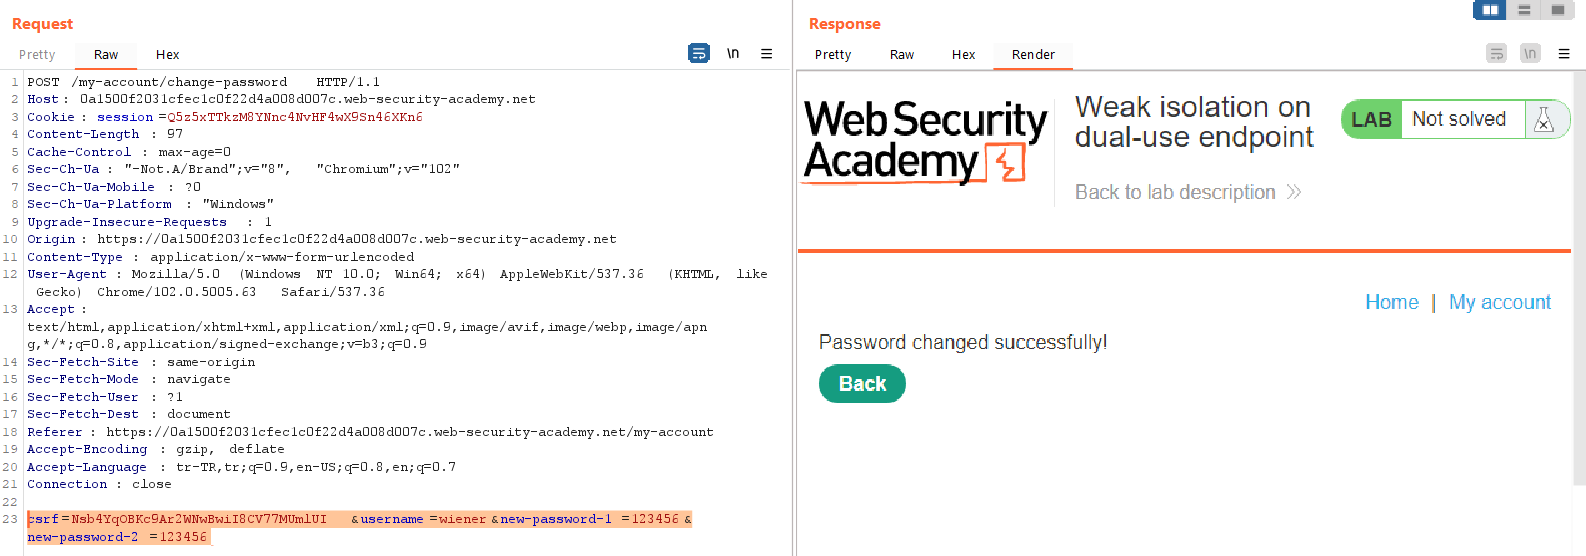 Request
Pretty Raw Hex
\n
1 POST /my-account/change-password HTTP/1.1
2 Host : 0a1500f2031cfec1c0f22d4a008d007c.web-security-academy.net
3 Cookie : session =Q5z5xTTkzM8YNnc4NvHF4wX9Sn46XKn6
4 Content-Length : 97
5 Cache-Control : max-age=0
6 Sec-Ch-Ua : "-Not.A/Brand";v="8", "Chromium";v="102"
7 Sec-Ch-Ua-Mobile : ?0
8 Sec-Ch-Ua-Platform : "Windows"
9 Upgrade-Insecure-Requests : 1
10 Origin : https://0a1500f2031cfec1c0f22d4a008d007c.web-security-academy.net
11 Content-Type : application/x-www-form-urlencoded
12 User-Agent : Mozilla/5.0 (Windows NT 10.0; Win64; x64) AppleWebKit/537.36 (KHTML, like
Gecko) Chrome/102.0.5005.63 Safari/537.36
13 Accept :
text/html,application/xhtml+xml,application/xml;q=0.9,image/avif,image/webp,image/apn
g,*/*;q=0.8,application/signed-exchange;v=b3;q=0.9
14 Sec-Fetch-Site : same-origin
15 Sec-Fetch-Mode : navigate
16 Sec-Fetch-User : ?1
17 Sec-Fetch-Dest : document
18 Referer : https://0a1500f2031cfec1c0f22d4a008d007c.web-security-academy.net/my-account
19 Accept-Encoding : gzip, deflate
20 Accept-Language : tr-TR,tr;q=0.9,en-US;q=0.8,en;q=0.7
21 Connection : close
22
23 csrf =Nsb4YqOBKc9Ar2WNwBwiI8CV77MUmlUI &username =wiener &new-password-1 =123456 &
new-password-2 =123456
Response
Pretty Raw Hex Render
\n
Web Security
Academy
Weak isolation on
dual-use endpoint
Back to lab description
LAB Not solved
Home | My account
Password changed successfully!
Back